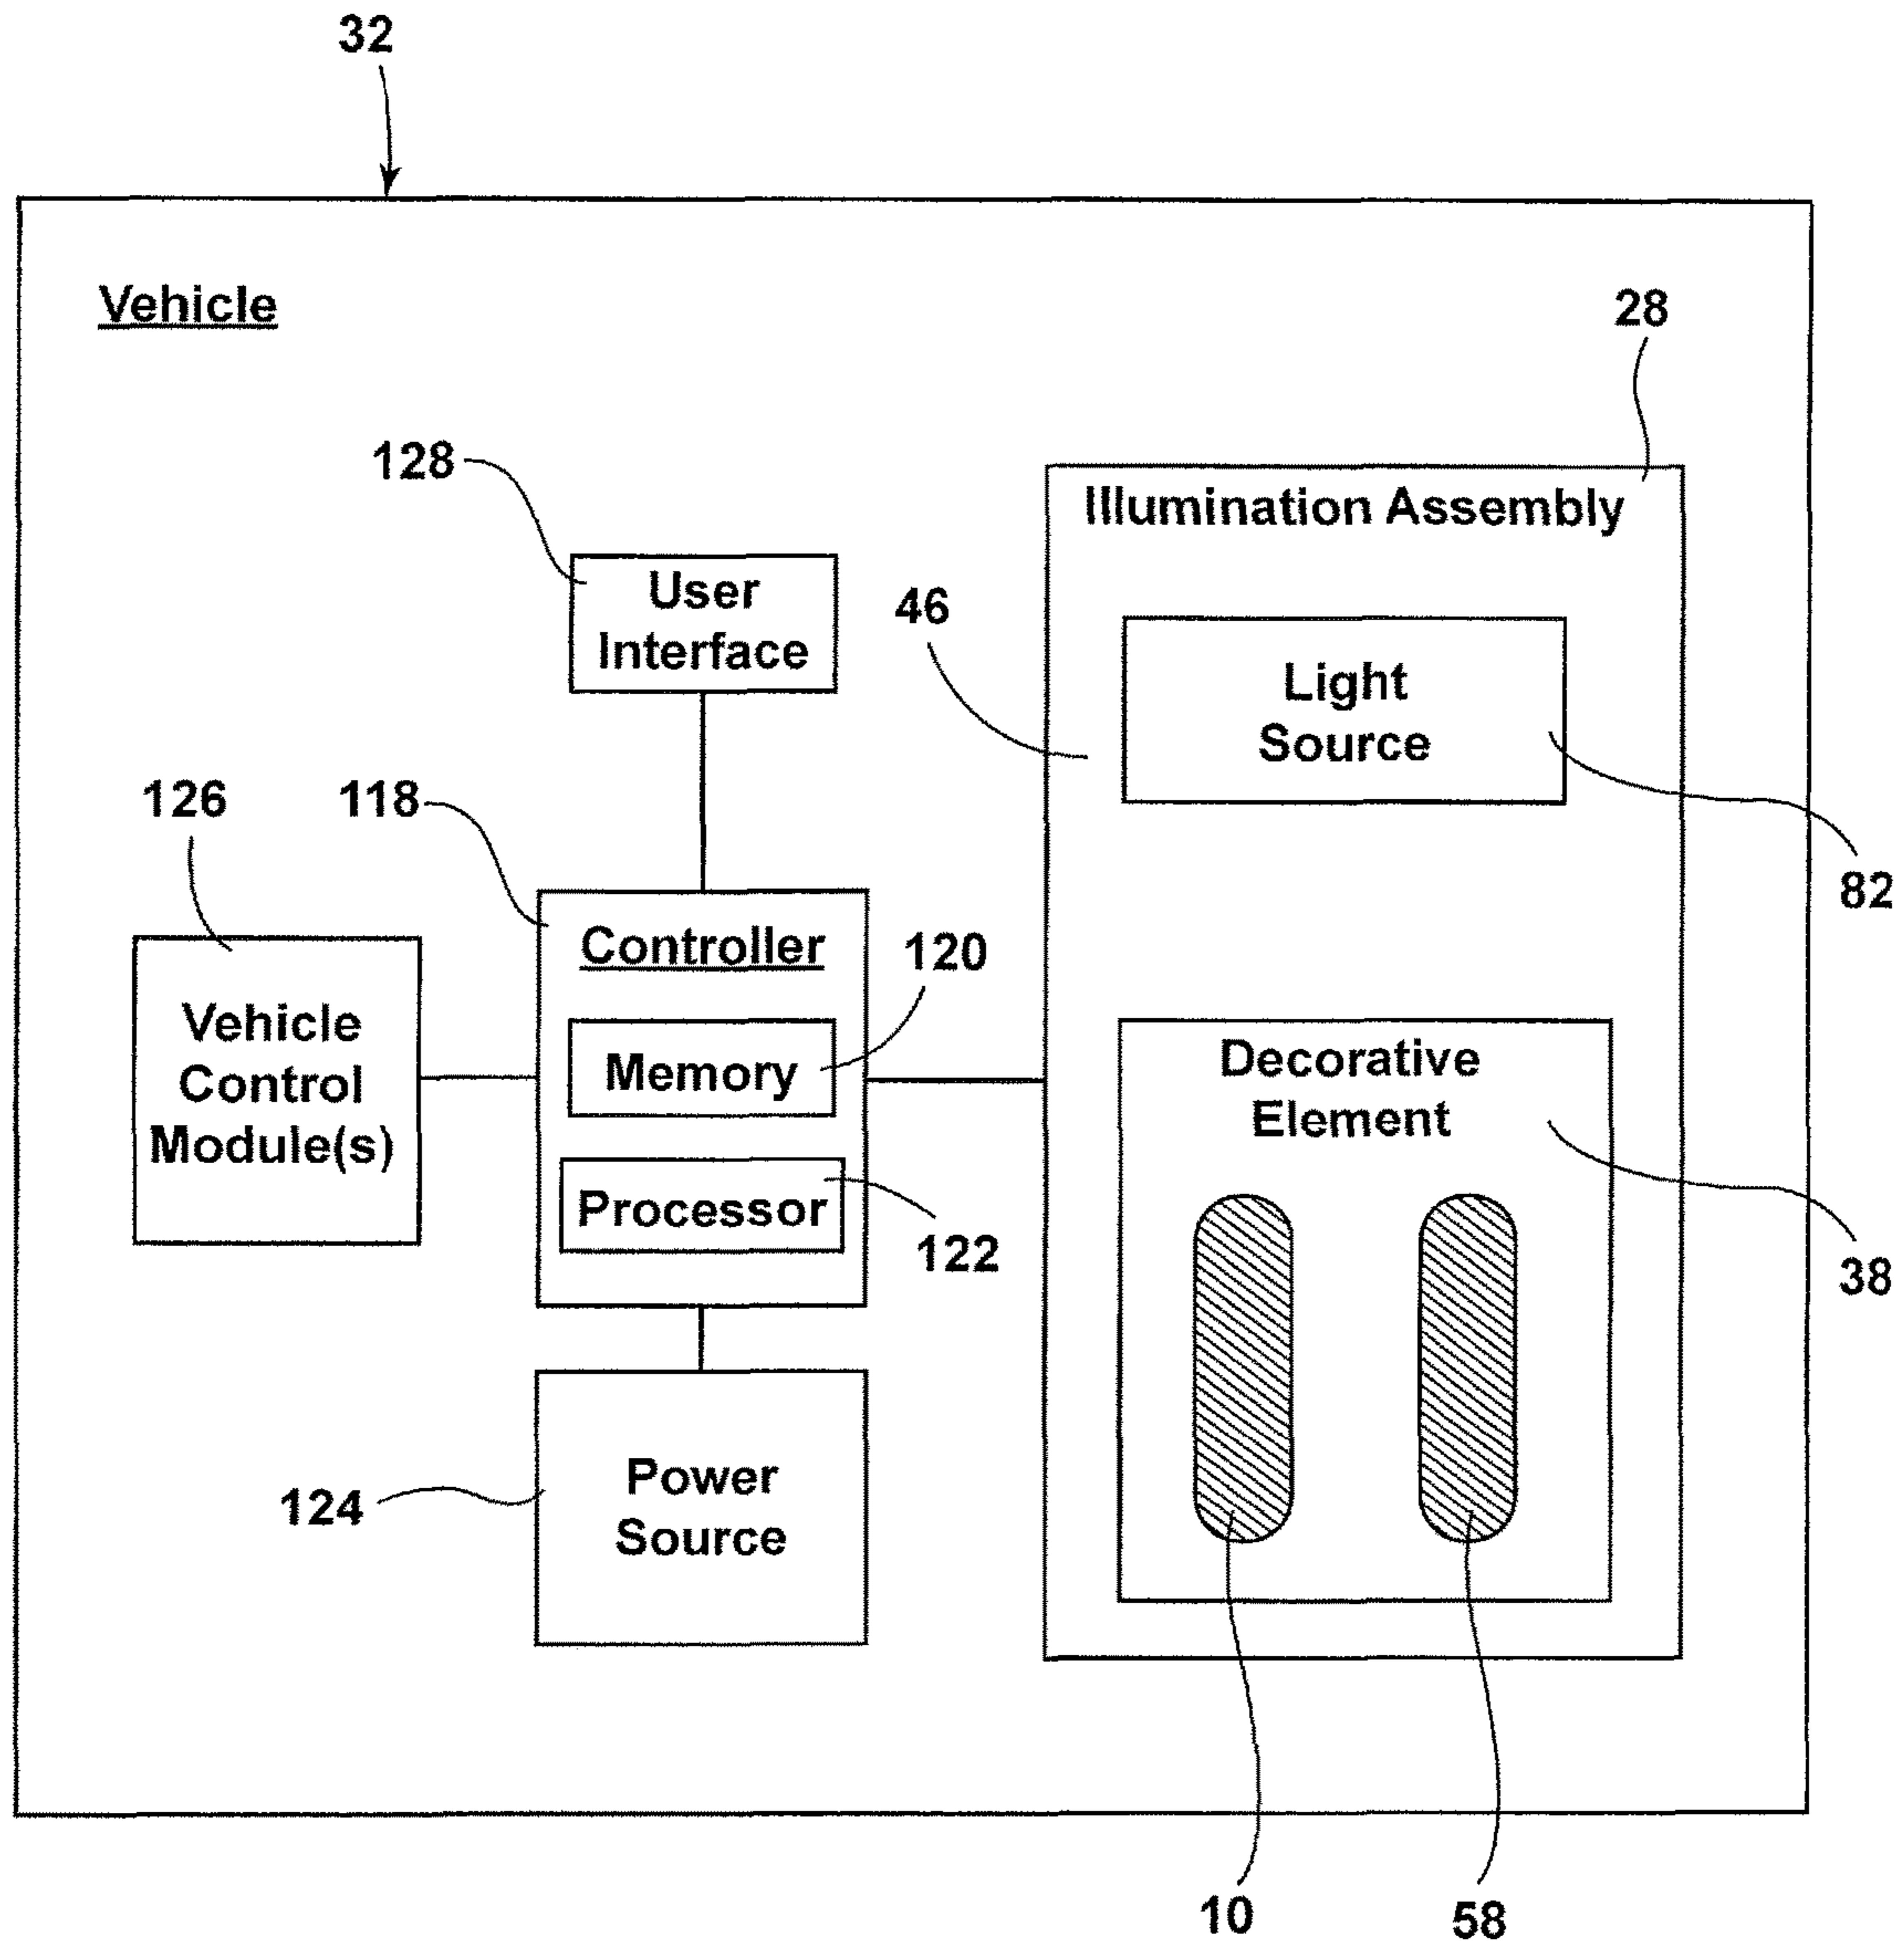 32
Vehicle
28
128
User
Interface
Illumination Assembly
46
Light
Source
82
126
118
Controller
120
Memory
Processor
122
Vehicle
Control
Module(s)
Decorative
Element
38
124
Power
Source
10
58